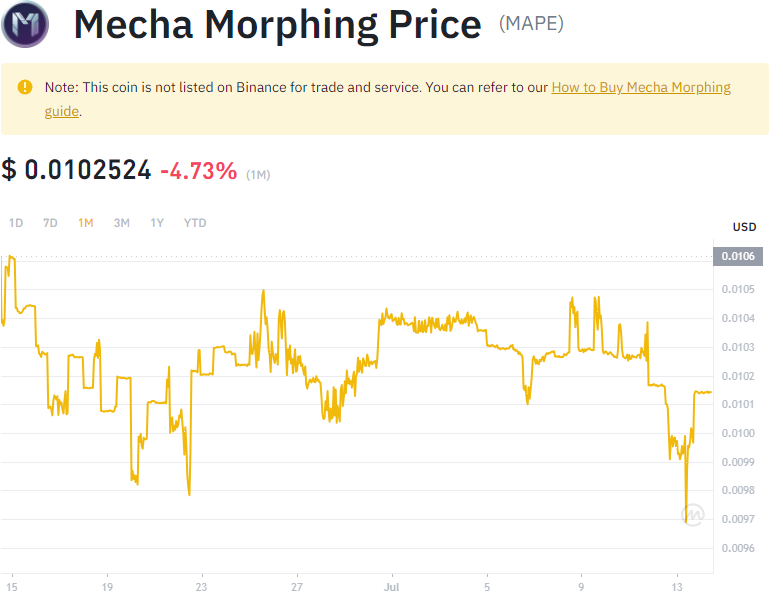 Mecha Morphing Price (MAPE)
Note: This coin is not listed on Binance for trade and service. You can refer to our How to Buy Mecha Morphing
guide.
$ 0.0102524 -4.73% (1M)
1D 7D 1M 3M 1Y YTD
USD
0.0106
0.0105
0.0104
0.0103
0.0102
0.0101
0.0100
0.0099
0.0098
0.0097
0.0096
15 19 23 27 Jul 5 9 13